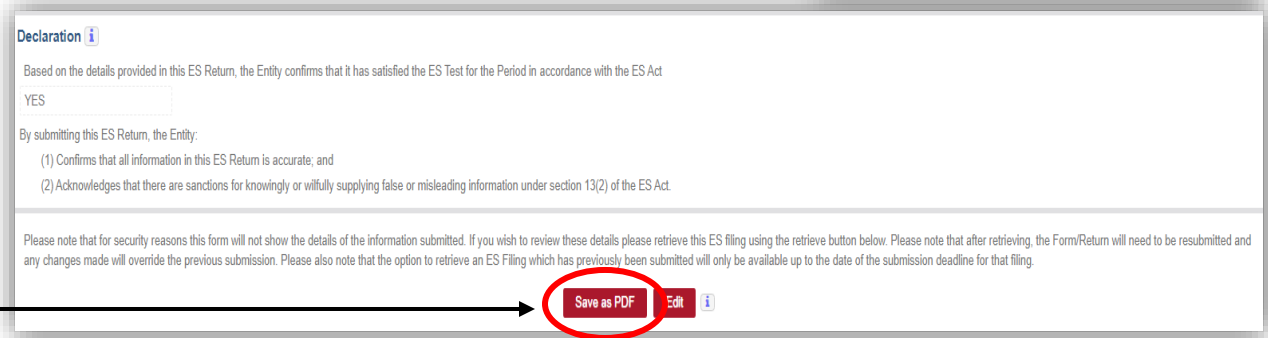 Declaration i
Based on the details provided in this ES Return, the Entity confirms that it has satisfied the ES Test for the Period in accordance with the ES Act
YES
By submitting this ES Return, the Entity:
(1) Confirms that all information in this ES Return is accurate; and
(2) Acknowledges that there are sanctions for knowingly or wilfully supplying false or misleading information under section 13(2) of the ES Act.
Please note that for security reasons this form will not show the details of the information submitted. If you wish to review these details please retrieve this ES filing using the retrieve button below. Please note that after retrieving, the Form/Return will need to be resubmitted and
any changes made will override the previous submission. Please also note that the option to retrieve an ES Filing which has previously been submitted will only be available up to the date of the submission deadline for that filing.
Save as PDF Edit i